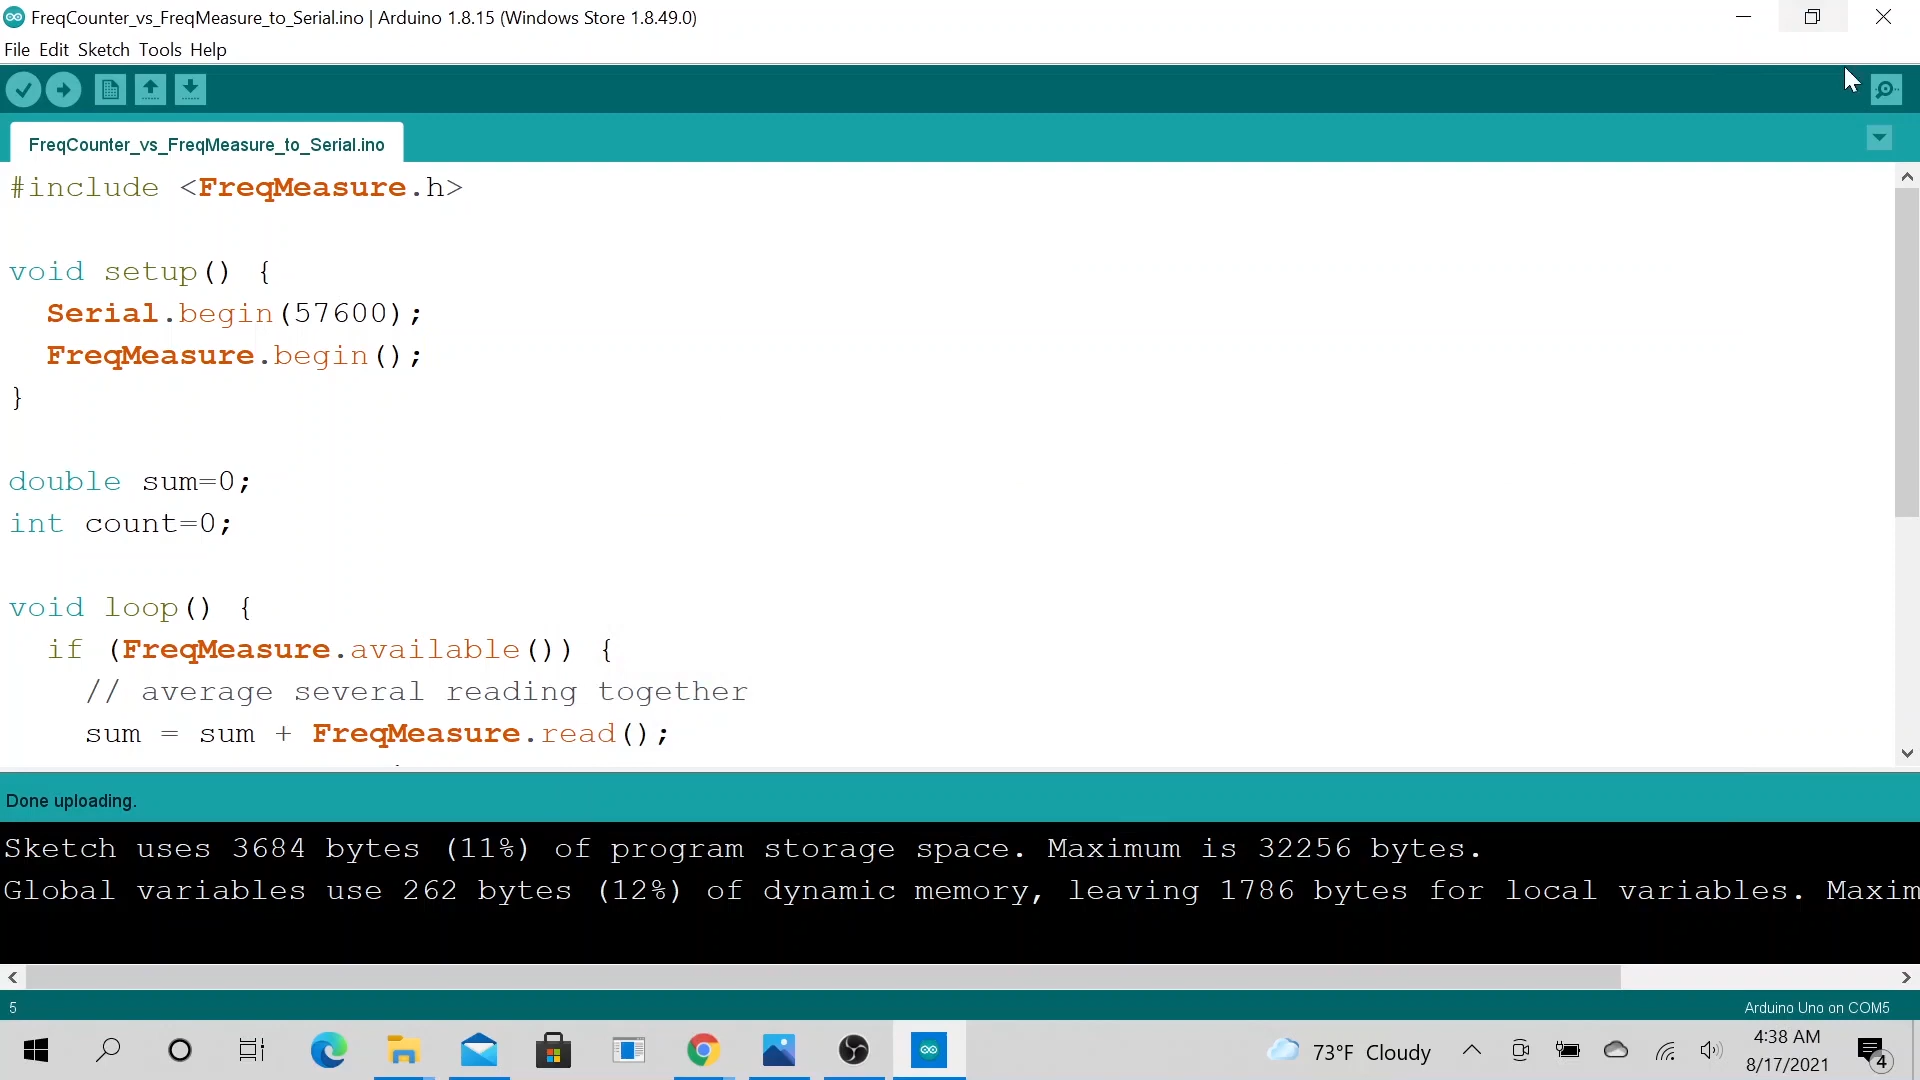 FreqCounter_vs_FreqMeasure_to_Serial.ino | Arduino 1.8.15 (Windows Store 1.8.49.0)
File Edit Sketch Tools Help
FreqCounter_vs_FreqMeasure_to_Serial.ino
#include <FreqMeasure.h>
void setup() {
Serial.begin(57600);
FreqMeasure.begin();
}
double sum=0;
int count=0;
void loop() {
if (FreqMeasure.available()) {
// average several reading together
sum = sum + FreqMeasure.read();
Done uploading.
Sketch uses 3684 bytes (11%) of program storage space. Maximum is 32256 bytes.
Global variables use 262 bytes (12%) of dynamic memory, leaving 1786 bytes for local variables. Maxim
5
Arduino Uno on COM5
73°F Cloudy
4:38 AM
8/17/2021
4